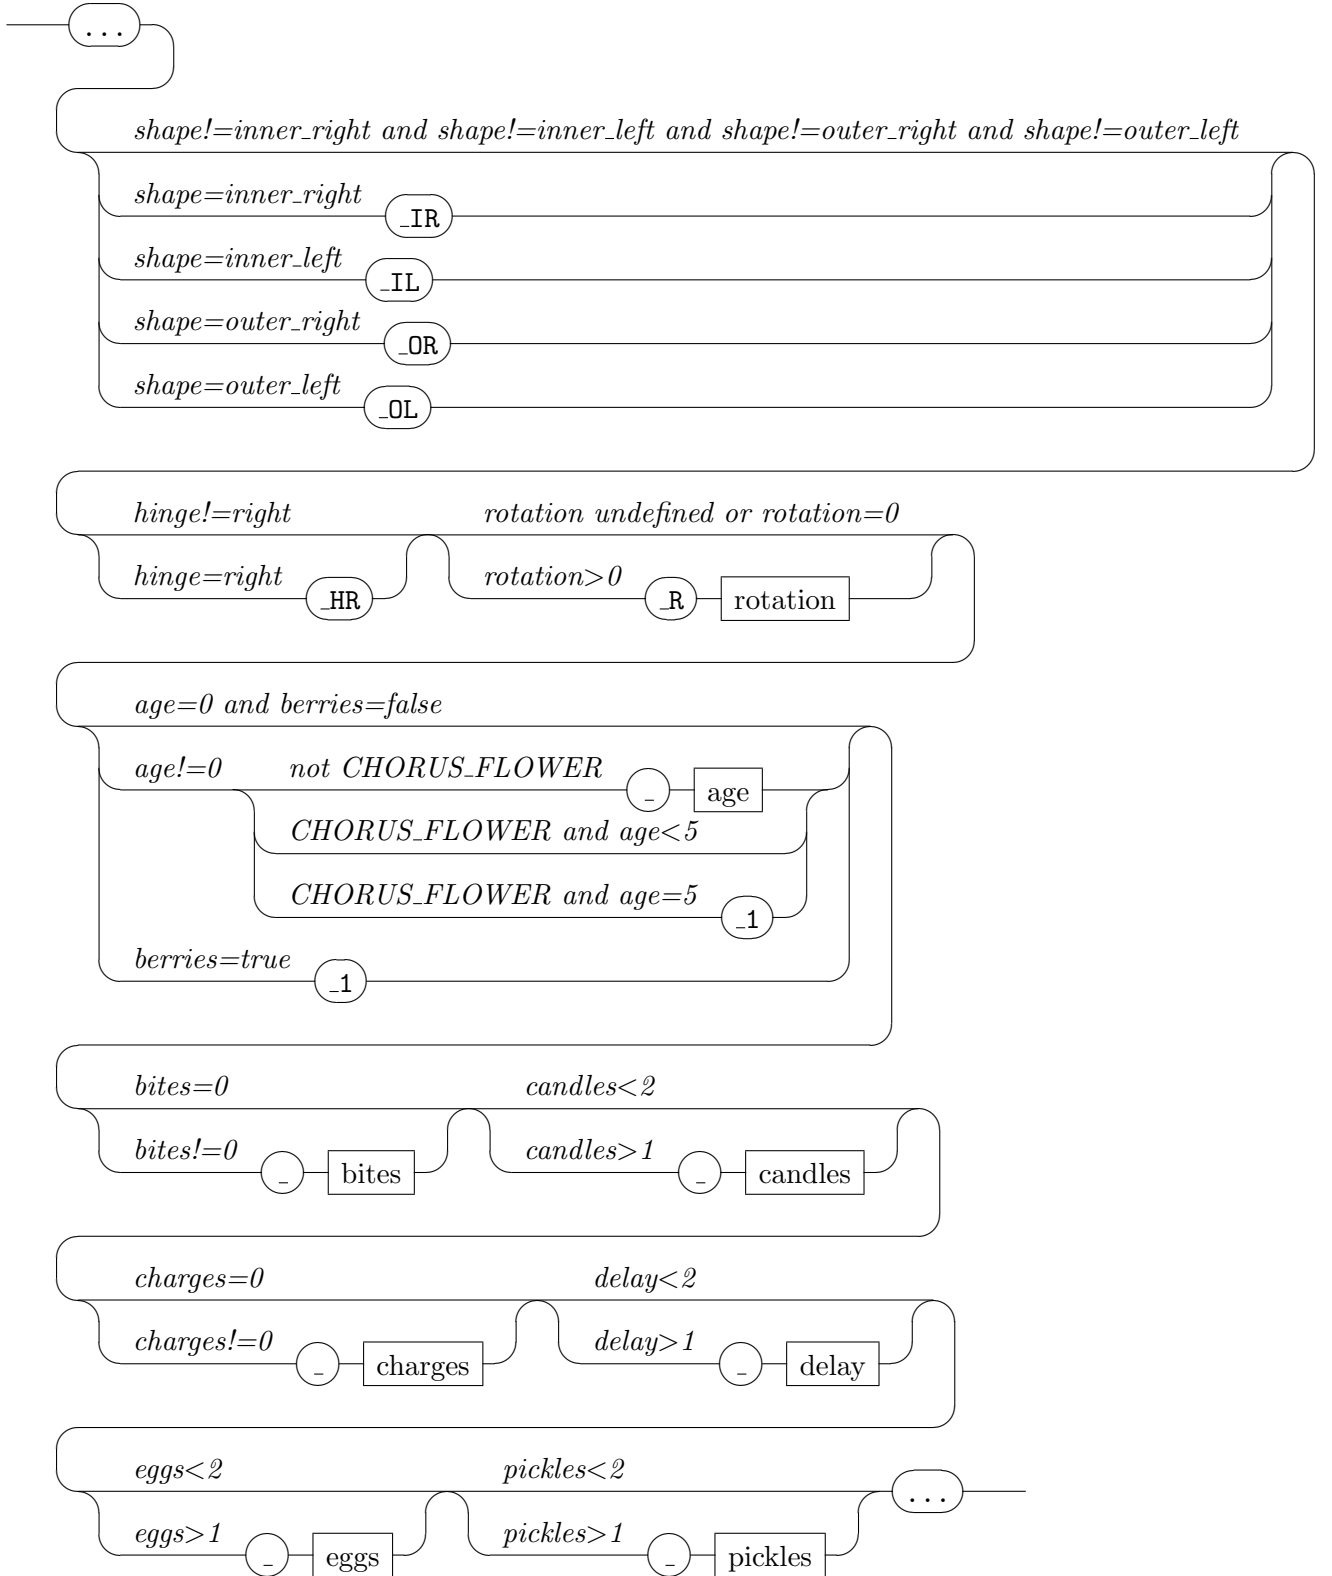 ...
shape!=inner_right and shape!=inner_left and shape!=outer_right and shape!=outer_left
shape=inner_right _IR
shape=inner_left _IL
shape=outer_right _OR
shape=outer_left _OL
hinge!=right rotation undefined or rotation=0
hinge=right _HR rotation>0 _R rotation
age=0 and berries=false
age!=0 not CHORUS_FLOWER _ age
CHORUS_FLOWER and age<5
CHORUS_FLOWER and age=5 _1
berries=true _1
bites=0 candles<2
bites!=0 _ bites candles>1 _ candles
charges=0 delay<2
charges!=0 _ charges delay>1 _ delay
eggs<2 pickles<2 ...
eggs>1 _ eggs pickles>1 _ pickles